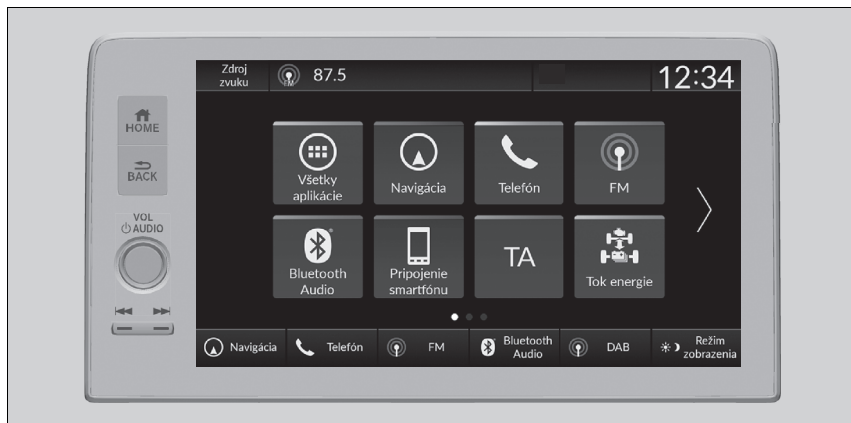 Zdroj
zvuku
FM
87.5
12:34
HOME
BACK
VOL
AUDIO
Všetky
aplikácie
Navigácia
Telefón
FM
Bluetooth
Audio
Pripojenie
smartfónu
TA
Tok energie
Navigácia
Telefón
FM
Bluetooth
Audio
DAB
Režim
zobrazenia